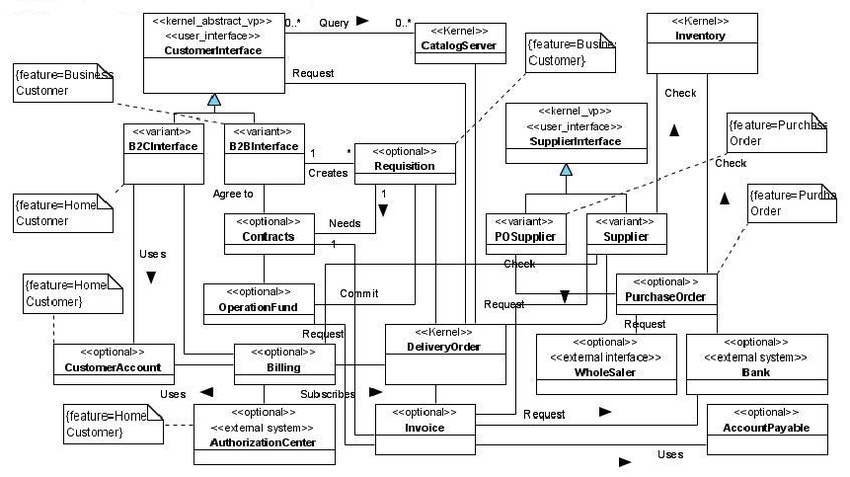 <<kernel_abstract_vp>>
<<user_interface>>
CustomerInterface
0..*
Query
0..*
<<Kernel>>
CatalogServer
<<Kernel>>
Inventory
{feature=Busine
Customer}
{feature=Business
Customer
Request
Check
<<kernel_vp>>
<<user_interface>>
SupplierInterface
{feature=Purchas
Order
Check
<<variant>>
B2CInterface
<<variant>>
B2BInterface
1
*
Creates
<<optional>>
Requisition
1
{feature=Home
Customer
Agree to
{feature=Purcha
Order
<<optional>>
Contracts
Needs
1
<<variant>>
POSupplier
<<variant>>
Supplier
Uses
Check
{feature=Home
Customer}
<<optional>>
OperationFund
Commit
Request
<<optional>>
PurchaseOrder
Request
Request
<<Kernel>>
DeliveryOrder
<<optional>>
CustomerAccount
<<optional>>
Billing
<<optional>>
<<external interface>>
WholeSaler
<<optional>>
<<external system>>
Bank
Uses
Subscribes
{feature=Home
Customer}
<<optional>>
<<external system>>
AuthorizationCenter
<<optional>>
Invoice
Request
<<optional>>
AccountPayable
Uses